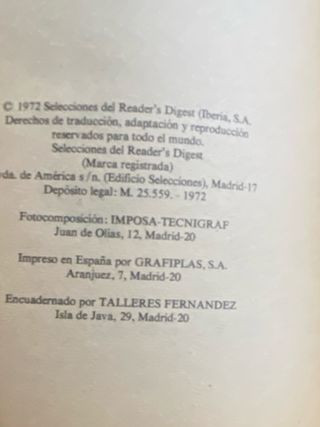 © 1972 Selecciones del Reader's Digest (Iberia, S.A.
Derechos de traducción, adaptación y reproducción
reservados para todo el mundo.
Selecciones del Reader's Digest
(Marca registrada)
da. de América s/n. (Edificio Selecciones), Madrid-17
Depósito legal: M. 25.559. - 1972
Fotocomposición: IMPOSA-TECNIGRAF
Juan de Olías, 12, Madrid-20
Impreso en España por GRAFIPLAS, S.A.
Aranjuez, 7, Madrid-20
Encuadernado por TALLERES FERNANDEZ
Isla de Java, 29, Madrid-20